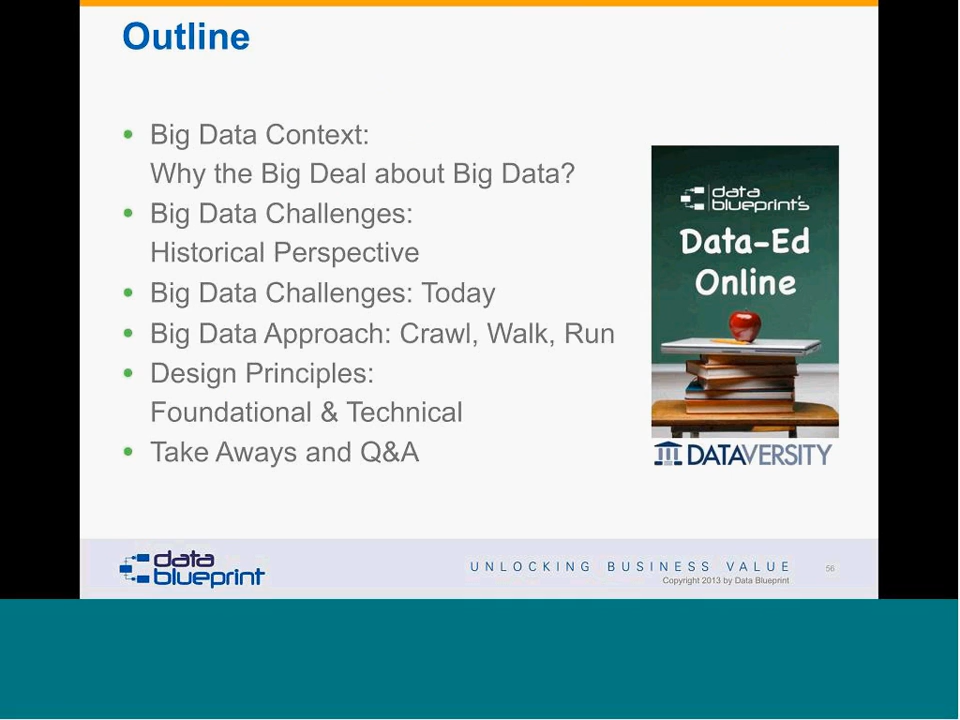 Outline
• Big Data Context:
Why the Big Deal about Big Data?
• Big Data Challenges:
Historical Perspective
• Big Data Challenges: Today
• Big Data Approach: Crawl, Walk, Run
• Design Principles:
Foundational & Technical
• Take Aways and Q&A
data
blueprint's
Data-Ed
Online
DATAVERSITY
data
blueprint
UNLOCKING BUSINESS VALUE
Copyright 2013 by Data Blueprint
56